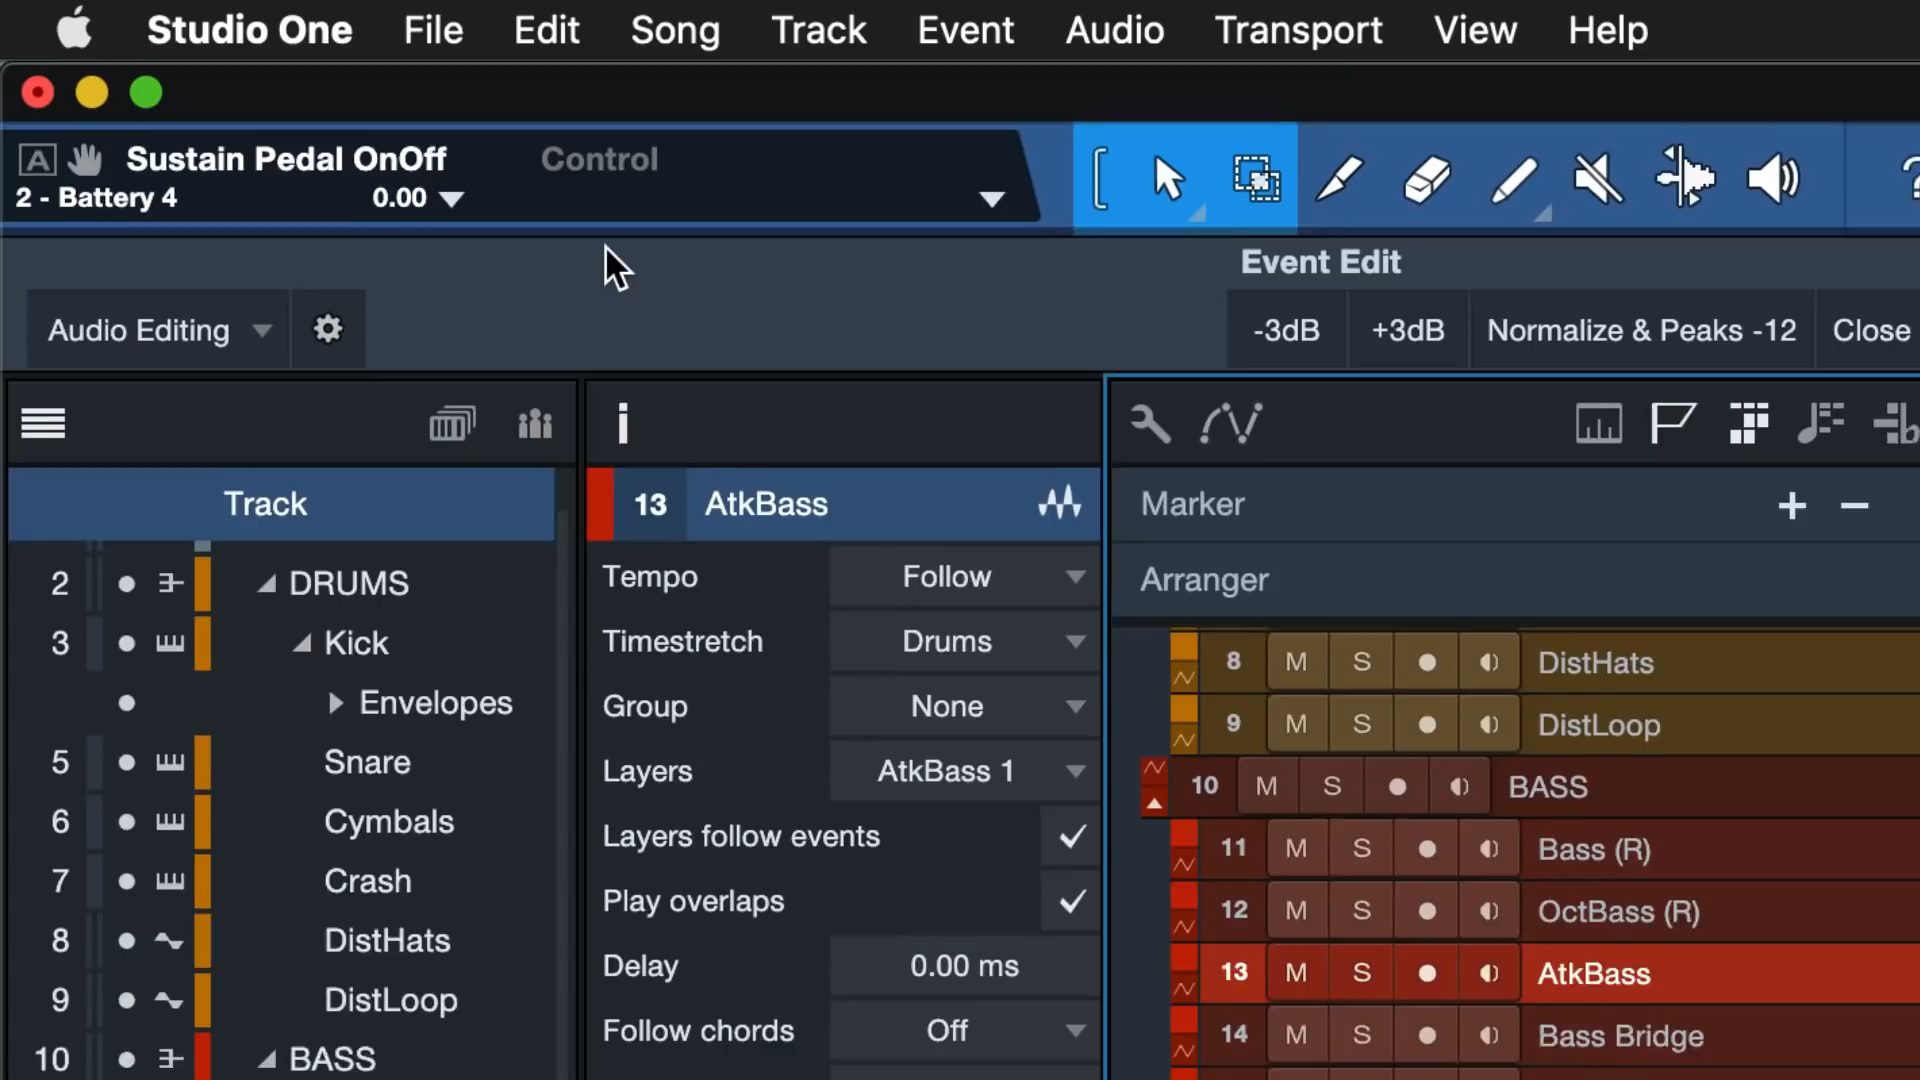 Studio One File Edit Song Track Event Audio Transport View Help
A Sustain Pedal OnOff Control
2 - Battery 4 0.00
Event Edit
Audio Editing
-3dB +3dB Normalize & Peaks -12 Close
Track
2 DRUMS
3 Kick
Envelopes
5 Snare
6 Cymbals
7 Crash
8 DistHats
9 DistLoop
10 BASS
i
13 AtkBass
Tempo Follow
Timestretch Drums
Group None
Layers AtkBass 1
Layers follow events
Play overlaps
Delay 0.00 ms
Follow chords Off
Marker + −
Arranger
8 M S DistHats
9 M S DistLoop
10 M S BASS
11 M S Bass (R)
12 M S OctBass (R)
13 M S AtkBass
14 M S Bass Bridge